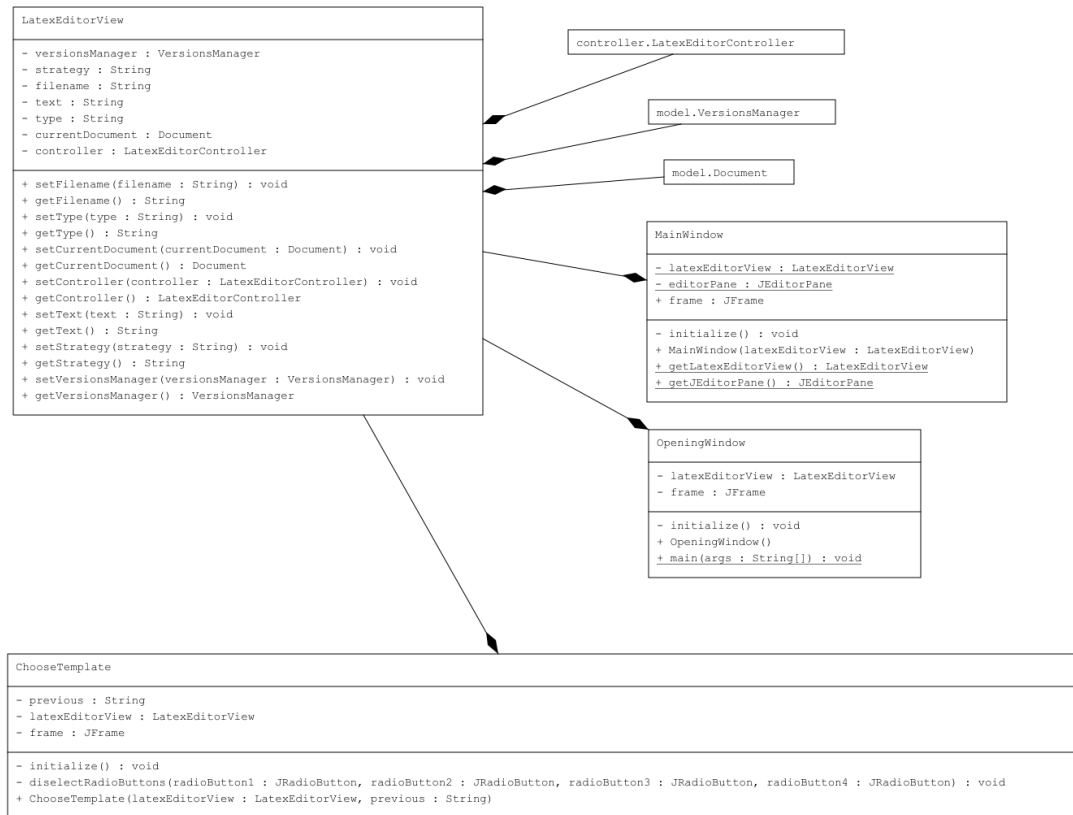 LatexEditorView
- versionsManager : VersionsManager
- strategy : String
- filename : String
- text : String
- type : String
- currentDocument : Document
- controller : LatexEditorController
+ setFilename(filename : String) : void
+ getFilename() : String
+ setType(type : String) : void
+ getType() : String
+ setCurrentDocument(currentDocument : Document) : void
+ getCurrentDocument() : Document
+ setController(controller : LatexEditorController) : void
+ getController() : LatexEditorController
+ setText(text : String) : void
+ getText() : String
+ setStrategy(strategy : String) : void
+ getStrategy() : String
+ setVersionsManager(versionsManager : VersionsManager) : void
+ getVersionsManager() : VersionsManager
controller.LatexEditorController
model.VersionsManager
model.Document
MainWindow
- latexEditorView : LatexEditorView
- editorPane : JEditorPane
+ frame : JFrame
- initialize() : void
+ MainWindow(latexEditorView : LatexEditorView)
+ getLatexEditorView() : LatexEditorView
+ getJEditorPane() : JEditorPane
OpeningWindow
- latexEditorView : LatexEditorView
- frame : JFrame
- initialize() : void
+ OpeningWindow()
+ main(args : String[]) : void
ChooseTemplate
- previous : String
- latexEditorView : LatexEditorView
- frame : JFrame
- initialize() : void
- diselectRadioButtons(radioButton1 : JRadioButton, radioButton2 : JRadioButton, radioButton3 : JRadioButton, radioButton4 : JRadioButton) : void
+ ChooseTemplate(latexEditorView : LatexEditorView, previous : String)